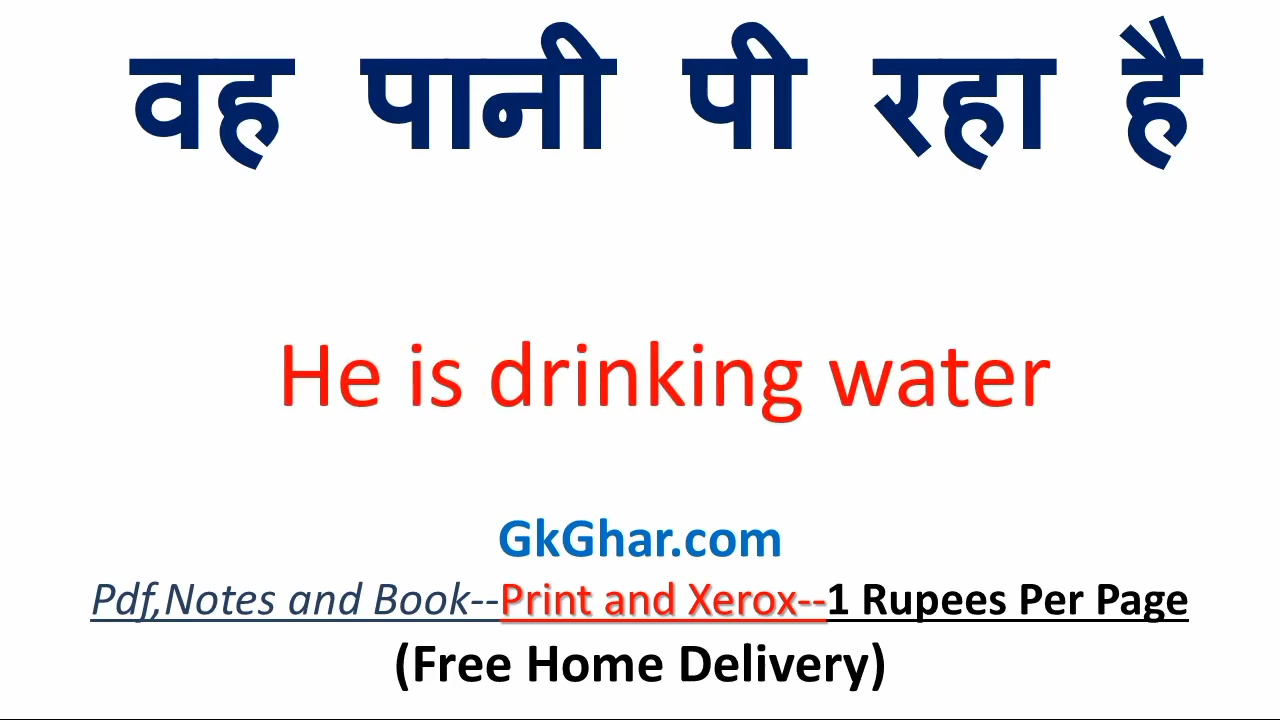 वह पानी पी रहा है
He is drinking water
GkGhar.com
Pdf,Notes and Book--Print and Xerox--1 Rupees Per Page
(Free Home Delivery)